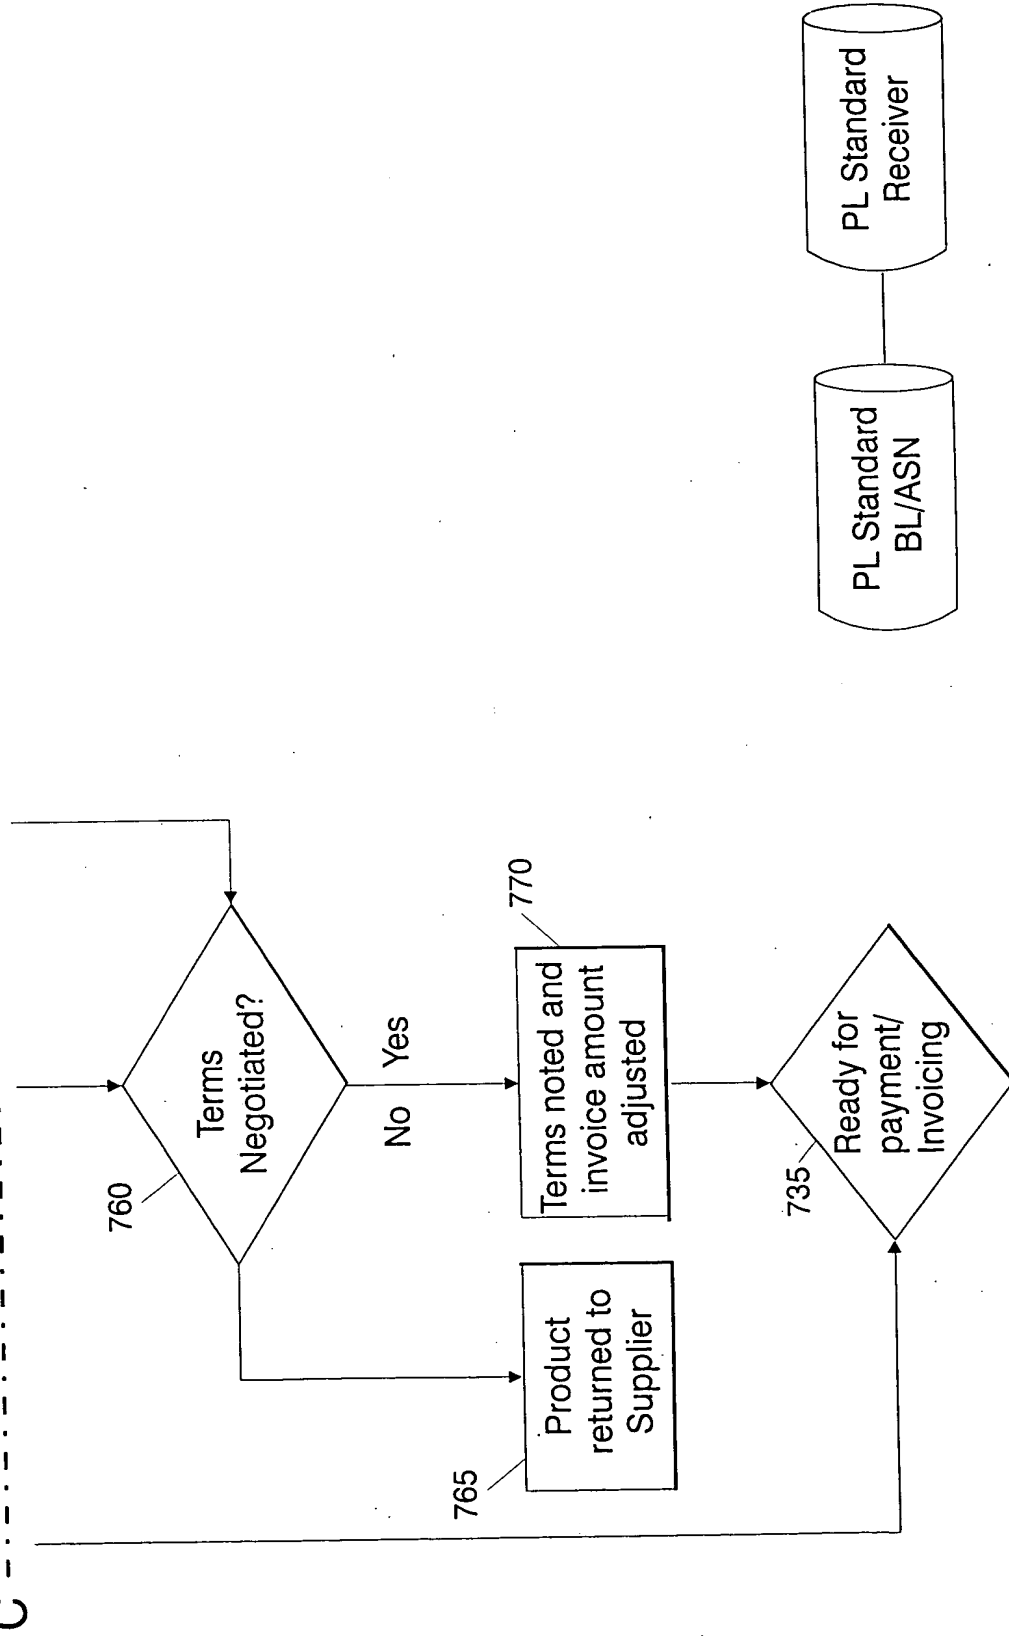 C
760
Terms
Negotiated?
No
Yes
765
Product
returned to
Supplier
770
Terms noted and
invoice amount
adjusted
735
Ready for
payment/
Invoicing
PL Standard
BL/ASN
PL Standard
Receiver